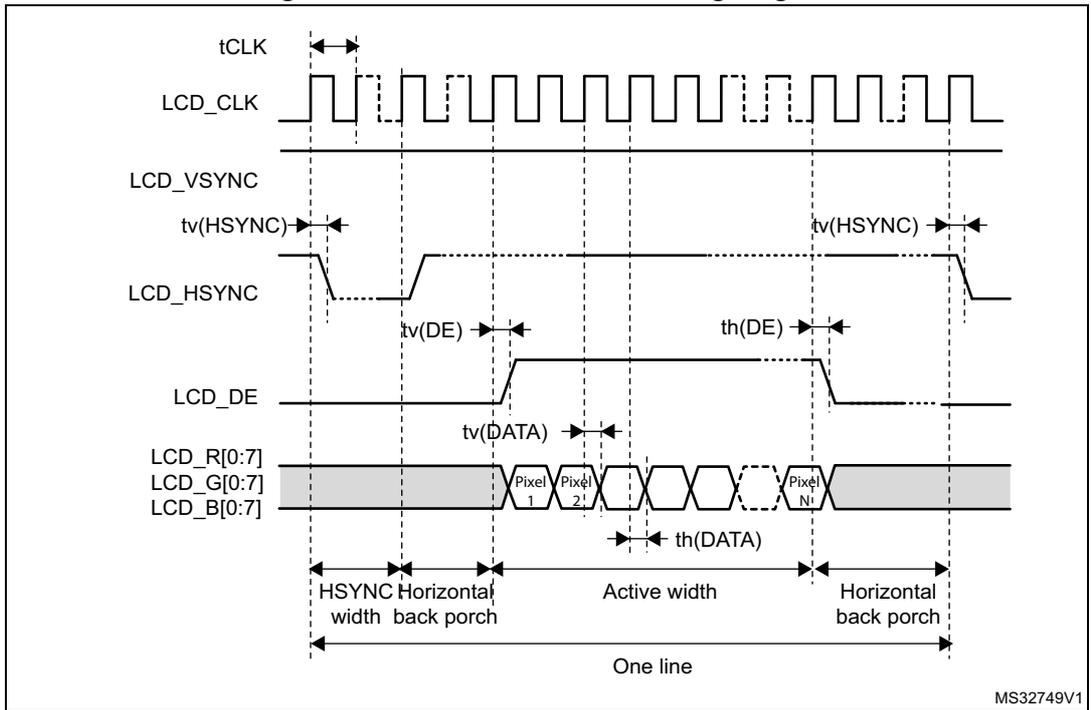 tCLK
LCD_CLK
LCD_VSYNC
tv(HSYNC)
tv(HSYNC)
LCD_HSYNC
tv(DE)
th(DE)
LCD_DE
tv(DATA)
LCD_R[0:7]
LCD_G[0:7]
LCD_B[0:7]
Pixel
1
Pixel
2
Pixel
N
th(DATA)
HSYNC
width
Horizontal
back porch
Active width
Horizontal
back porch
One line
MS32749V1